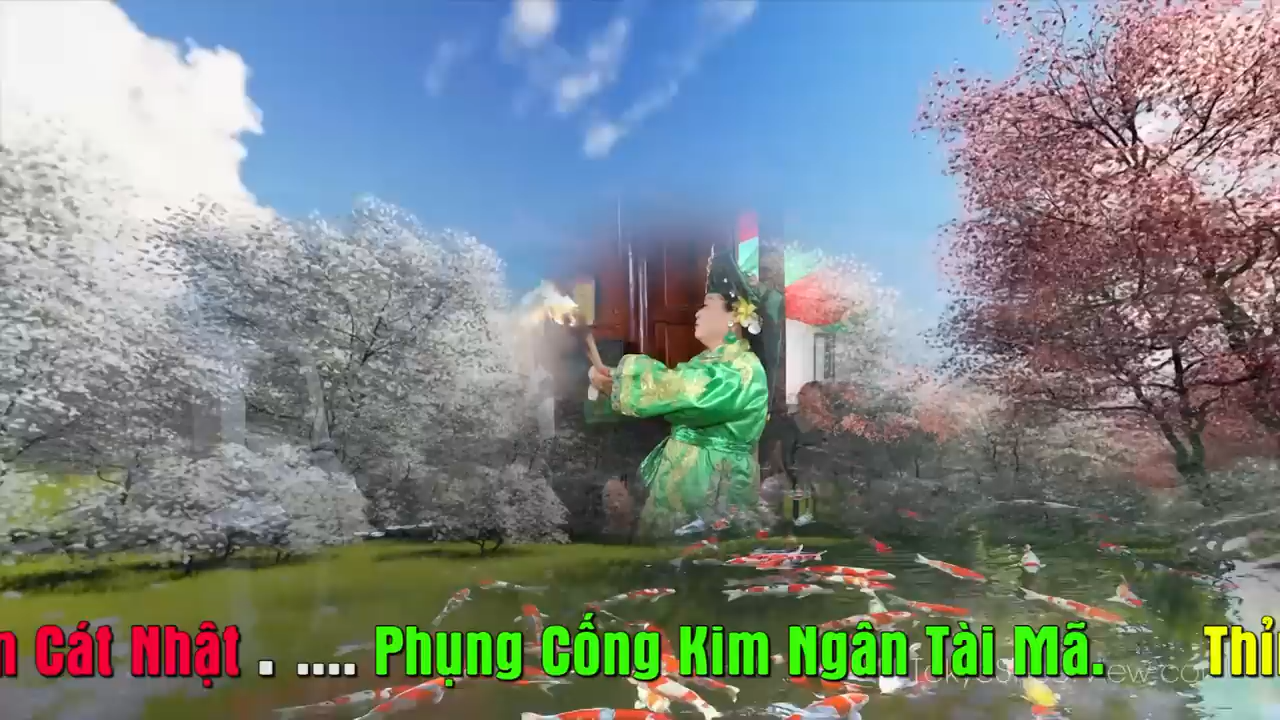 Cát Nhật . .... Phụng Cống Kim Ngân Tài Mã.